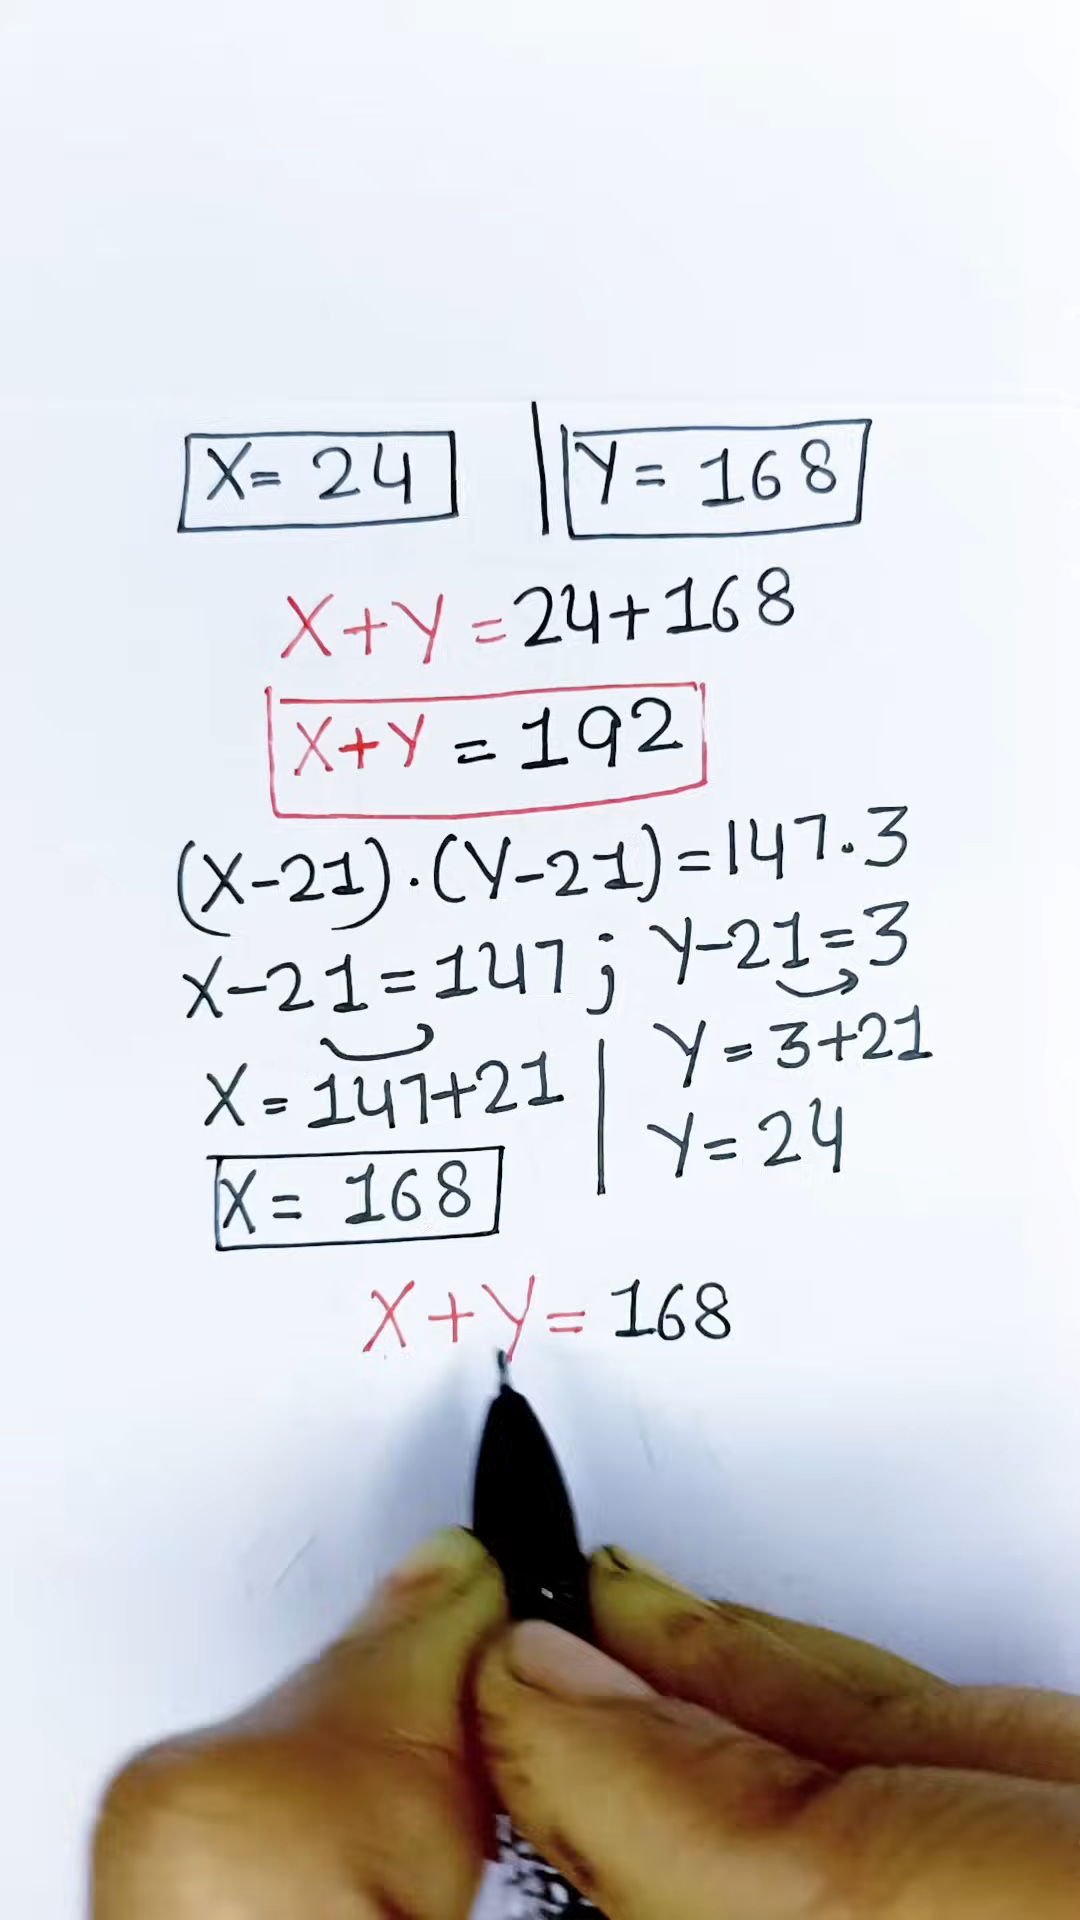 X = 24 | Y = 168
X+Y = 24+168
X+Y = 192
(X-21)·(Y-21)=147·3
X-21=147; Y-21=3
X=147+21 | Y=3+21
X= 168 | Y=24
X+Y= 168